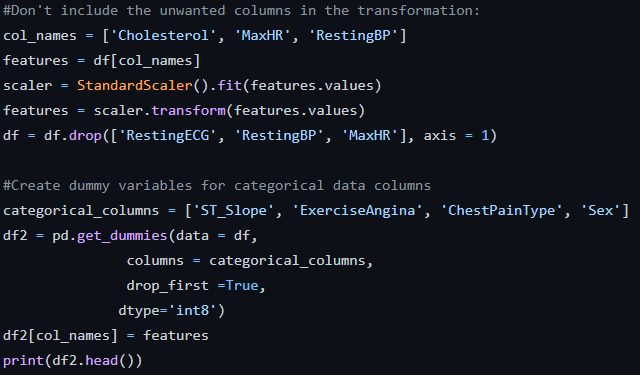 #Don't include the unwanted columns in the transformation:
col_names = ['Cholesterol', 'MaxHR', 'RestingBP']
features = df[col_names]
scaler = StandardScaler().fit(features.values)
features = scaler.transform(features.values)
df = df.drop(['RestingECG', 'RestingBP', 'MaxHR'], axis = 1)
#Create dummy variables for categorical data columns
categorical_columns = ['ST_Slope', 'ExerciseAngina', 'ChestPainType', 'Sex']
df2 = pd.get_dummies(data = df,
columns = categorical_columns,
drop_first =True,
dtype='int8')
df2[col_names] = features
print(df2.head())